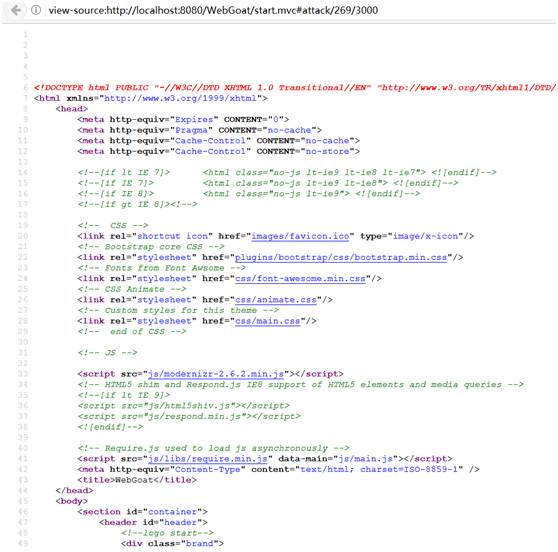 view-source:http://localhost:8080/WebGoat/start.mvc#attack/269/3000
1
2
3
4
5
6 <!DOCTYPE html PUBLIC "-//W3C//DTD XHTML 1.0 Transitional//EN" "http://www.w3.org/TR/xhtml1/DTD/
7 <html xmlns="http://www.w3.org/1999/xhtml">
8 <head>
9 <meta http-equiv="Expires" CONTENT="0">
10 <meta http-equiv="Pragma" CONTENT="no-cache">
11 <meta http-equiv="Cache-Control" CONTENT="no-cache">
12 <meta http-equiv="Cache-Control" CONTENT="no-store">
13
14 <!--[if lt IE 7]> <html class="no-js lt-ie9 lt-ie8 lt-ie7"> <![endif]-->
15 <!--[if IE 7]> <html class="no-js lt-ie9 lt-ie8"> <![endif]-->
16 <!--[if IE 8]> <html class="no-js lt-ie9"> <![endif]-->
17 <!--[if gt IE 8]><!-->
18
19 <!-- CSS -->
20 <link rel="shortcut icon" href="images/favicon.ico" type="image/x-icon"/>
21 <!-- Bootstrap core CSS -->
22 <link rel="stylesheet" href="plugins/bootstrap/css/bootstrap.min.css"/>
23 <!-- Fonts from Font Awsome -->
24 <link rel="stylesheet" href="css/font-awesome.min.css"/>
25 <!-- CSS Animate -->
26 <link rel="stylesheet" href="css/animate.css"/>
27 <!-- Custom styles for this theme -->
28 <link rel="stylesheet" href="css/main.css"/>
29 <!-- end of CSS -->
30
31 <!-- JS -->
32
33 <script src="js/modernizr-2.6.2.min.js"></script>
34 <!-- HTML5 shim and Respond.js IE8 support of HTML5 elements and media queries -->
35 <!--[if lt IE 9]>
36 <script src="js/html5shiv.js"></script>
37 <script src="js/respond.min.js"></script>
38 <![endif]-->
39
40 <!-- Require.js used to load js asynchronously -->
41 <script src="js/libs/require.min.js" data-main="js/main.js"></script>
42 <meta http-equiv="Content-Type" content="text/html; charset=ISO-8859-1" />
43 <title>WebGoat</title>
44 </head>
45 <body>
46 <section id="container">
47 <header id="header">
48 <!--logo start-->
49 <div class="brand">